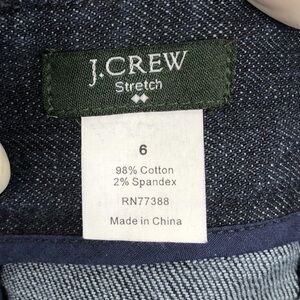 J.CREW
Stretch
6
98% Cotton
2% Spandex
RN77388
Made in China